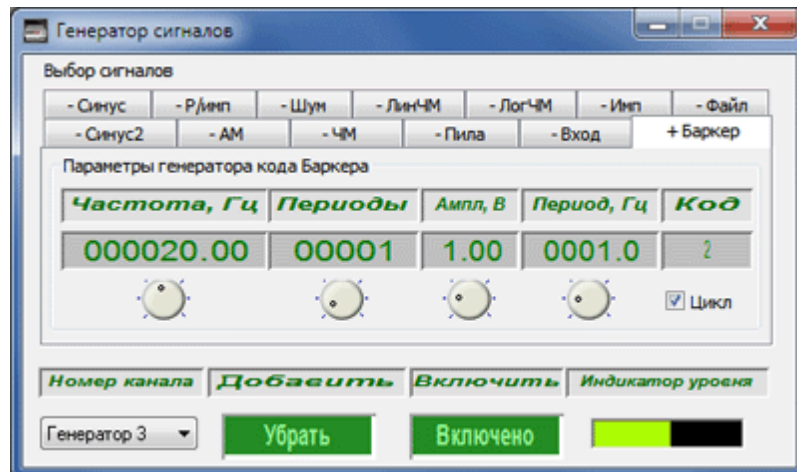 Генератор сигналов
Выбор сигналов
- Синус - Р/имп - Шум - ЛинЧМ - ЛогЧМ - Имп - Файл
- Синус2 - АМ - ЧМ - Пила - Вход + Баркер
Параметры генератора кода Баркера
Частота, Гц Периоды Ампл, В Период, Гц Код
000020.00 00001 1.00 0001.0 2
Цикл
Номер канала Добавить Включить Индикатор уровня
Генератор 3 Убрать Включено